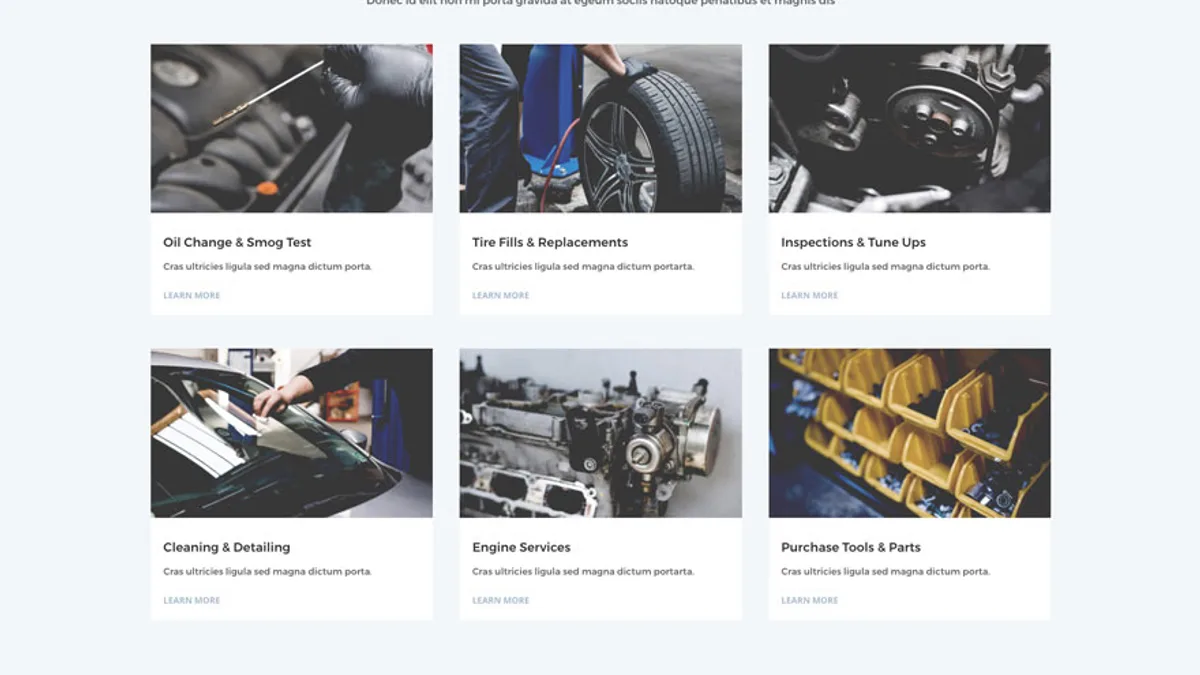 Donec id elit non mi porta gravida at egeum sociis natoque penatibus et magnis dis
Oil Change & Smog Test
Cras ultricies ligula sed magna dictum porta.
LEARN MORE
Tire Fills & Replacements
Cras ultricies ligula sed magna dictum portarta.
LEARN MORE
Inspections & Tune Ups
Cras ultricies ligula sed magna dictum porta.
LEARN MORE
Cleaning & Detailing
Cras ultricies ligula sed magna dictum porta.
LEARN MORE
Engine Services
Cras ultricies ligula sed magna dictum portarta.
LEARN MORE
Purchase Tools & Parts
Cras ultricies ligula sed magna dictum porta.
LEARN MORE